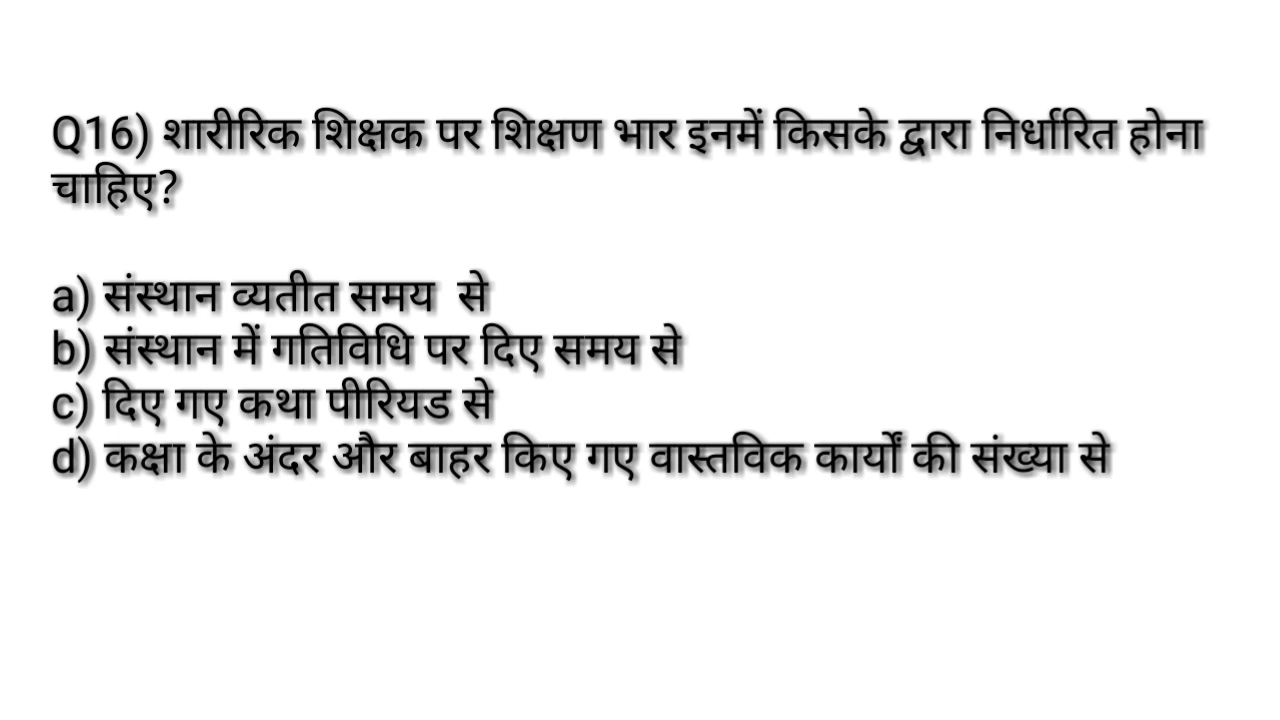 Q16) शारीरिक शिक्षक पर शिक्षण भार इनमें किसके द्वारा निर्धारित होना
चाहिए?
a) संस्थान व्यतीत समय से
b) संस्थान में गतिविधि पर दिए समय से
c) दिए गए कथा पीरियड से
d) कक्षा के अंदर और बाहर किए गए वास्तविक कार्यों की संख्या से